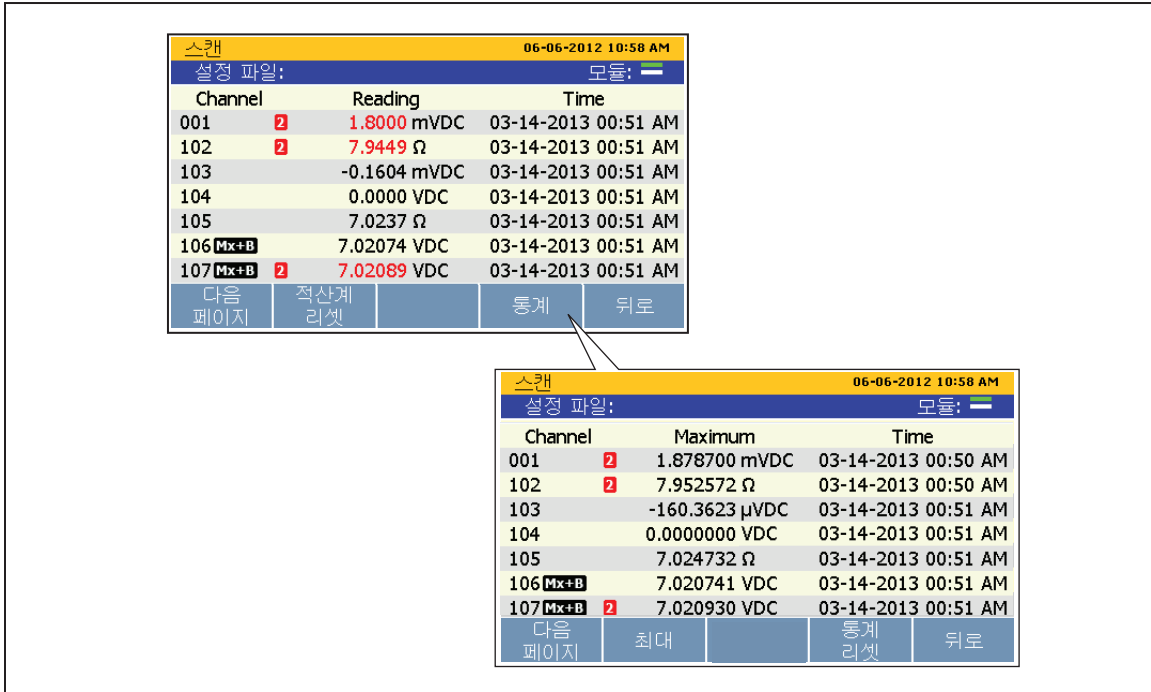 스캔 06-06-2012 10:58 AM
설정 파일: 모듈:
Channel Reading Time
001 2 1.8000 mVDC 03-14-2013 00:51 AM
102 2 7.9449 Ω 03-14-2013 00:51 AM
103 -0.1604 mVDC 03-14-2013 00:51 AM
104 0.0000 VDC 03-14-2013 00:51 AM
105 7.0237 Ω 03-14-2013 00:51 AM
106 Mx+B 7.02074 VDC 03-14-2013 00:51 AM
107 Mx+B 2 7.02089 VDC 03-14-2013 00:51 AM
다음 적산계 통계 뒤로
페이지 리셋
스캔 06-06-2012 10:58 AM
설정 파일: 모듈:
Channel Maximum Time
001 2 1.878700 mVDC 03-14-2013 00:50 AM
102 2 7.952572 Ω 03-14-2013 00:50 AM
103 -160.3623 µVDC 03-14-2013 00:51 AM
104 0.0000000 VDC 03-14-2013 00:51 AM
105 7.024732 Ω 03-14-2013 00:51 AM
106 Mx+B 7.020741 VDC 03-14-2013 00:51 AM
107 Mx+B 2 7.020930 VDC 03-14-2013 00:51 AM
다음 최대 통계 뒤로
페이지 리셋